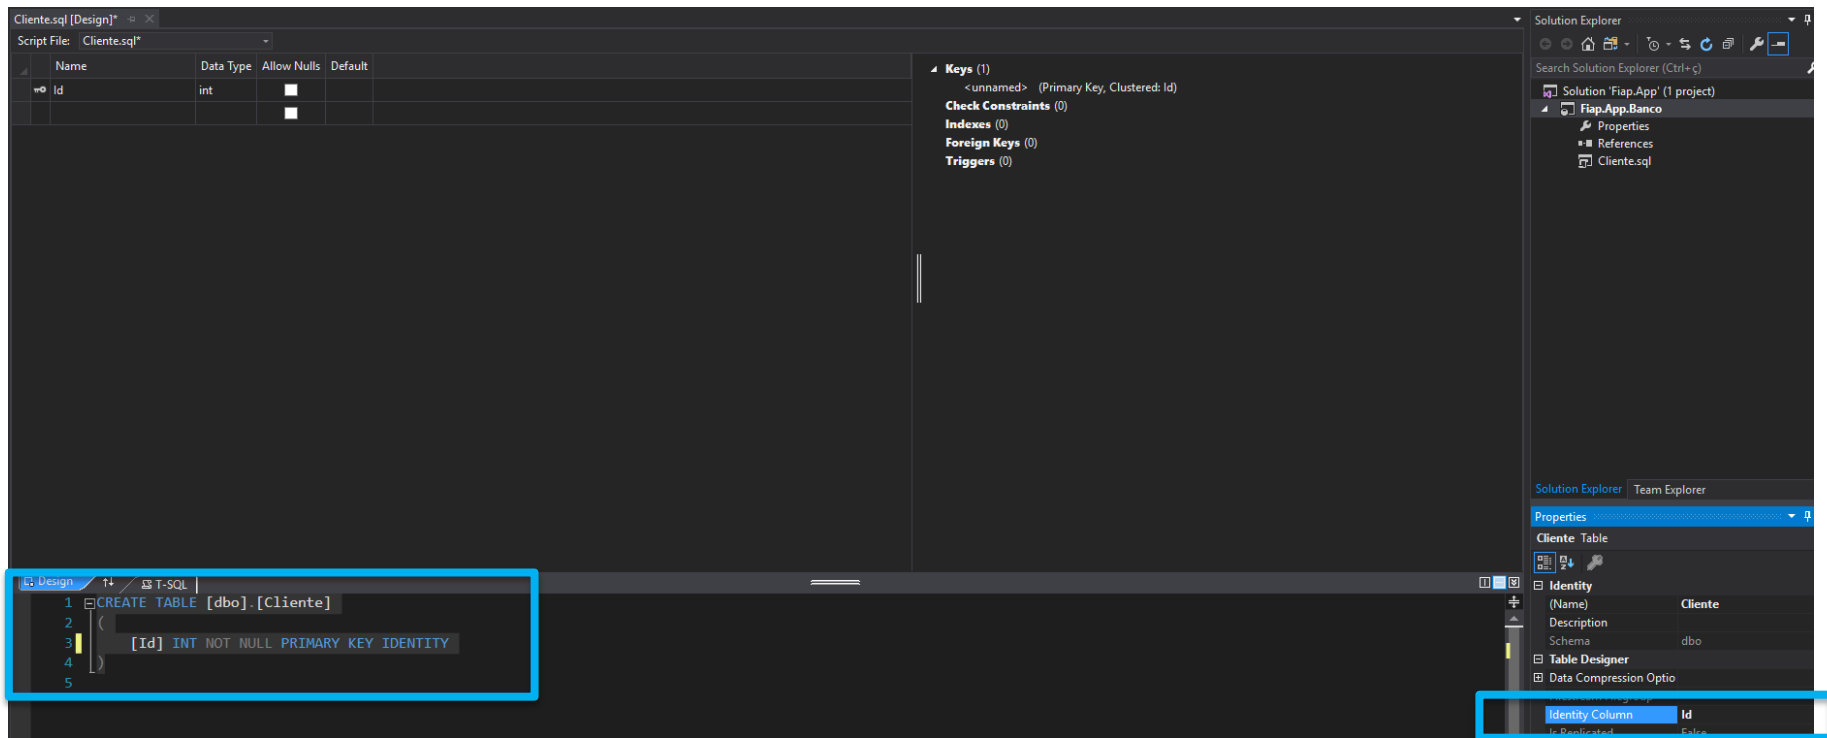 Cliente.sql [Design]*
Script File: Cliente.sql*
Name Data Type Allow Nulls Default
Id int
Keys (1)
<unnamed> (Primary Key, Clustered: Id)
Check Constraints (0)
Indexes (0)
Foreign Keys (0)
Triggers (0)
Design T-SQL
1 CREATE TABLE [dbo].[Cliente]
2 (
3 [Id] INT NOT NULL PRIMARY KEY IDENTITY
4 )
5
Solution Explorer
Search Solution Explorer (Ctrl+ç)
Solution 'Fiap.App' (1 project)
Fiap.App.Banco
Properties
References
Cliente.sql
Solution Explorer Team Explorer
Properties
Cliente Table
Identity
(Name) Cliente
Description
Schema dbo
Table Designer
Data Compression Optio
Identity Column Id
Is Replicated False